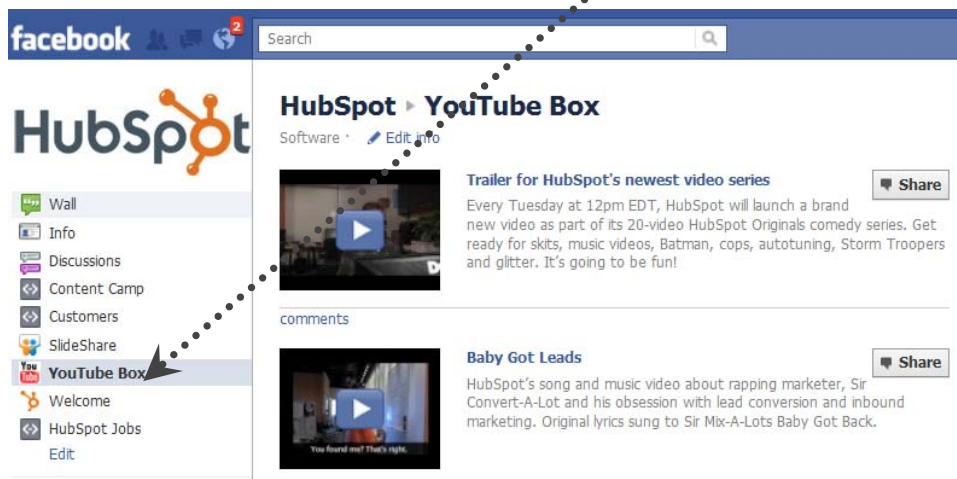 facebook
2
Search
HubSpot
Wall
Info
Discussions
Content Camp
Customers
SlideShare
You
Tube
YouTube Box
Welcome
HubSpot Jobs
Edit
HubSpot ▸ YouTube Box
Software · Edit info
Trailer for HubSpot's newest video series
Share
Every Tuesday at 12pm EDT, HubSpot will launch a brand
new video as part of its 20-video HubSpot Originals comedy series. Get
ready for skits, music videos, Batman, cops, autotuning, Storm Troopers
and glitter. It's going to be fun!
comments
Baby Got Leads
Share
HubSpot's song and music video about rapping marketer, Sir
Convert-A-Lot and his obsession with lead conversion and inbound
marketing. Original lyrics sung to Sir Mix-A-Lots Baby Got Back.
You found me? That's right.